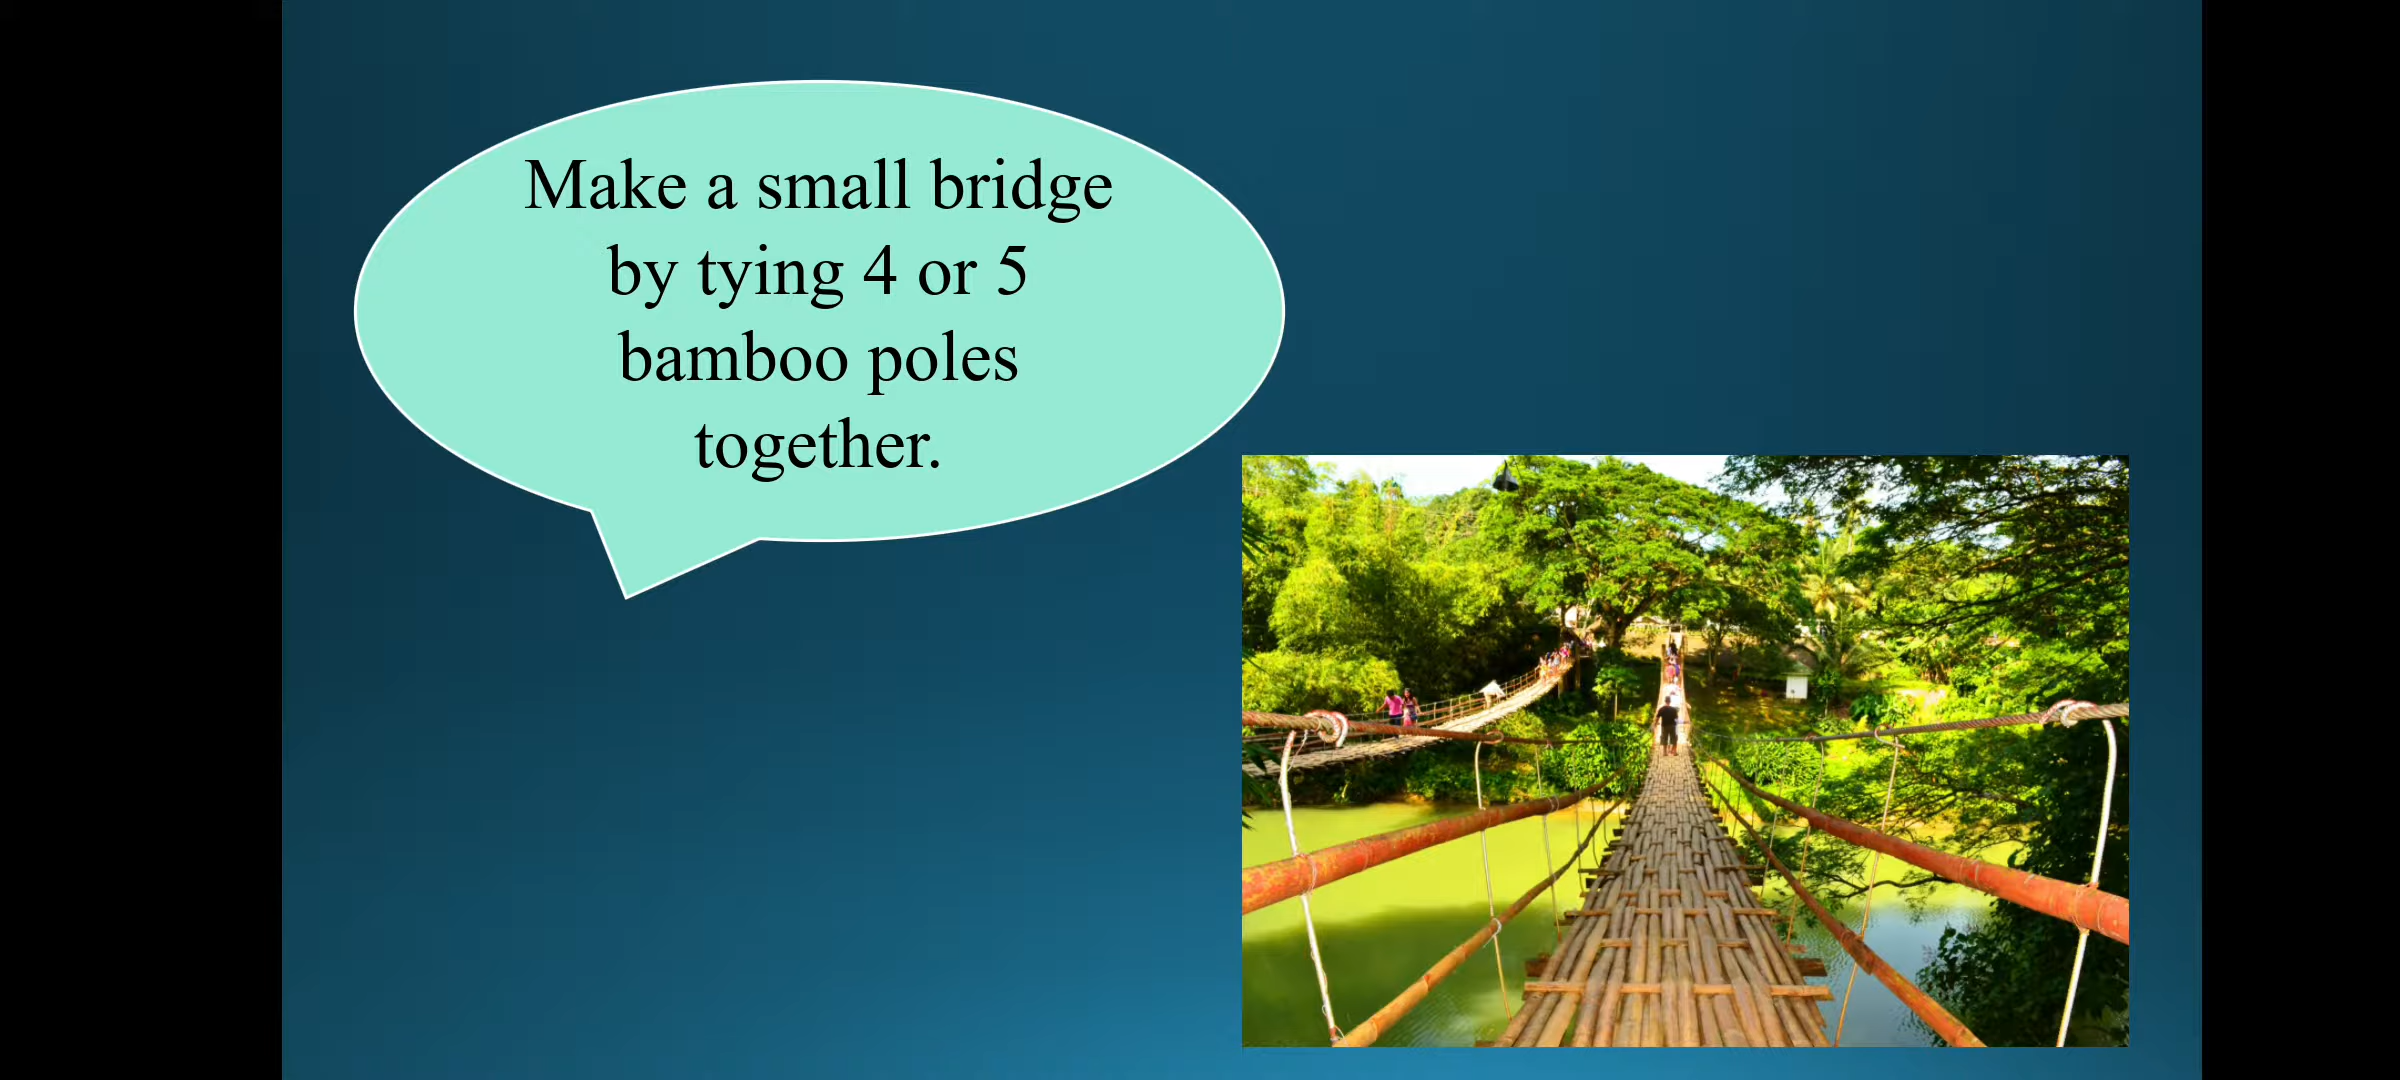 Make a small bridge
by tying 4 or 5
bamboo poles
together.